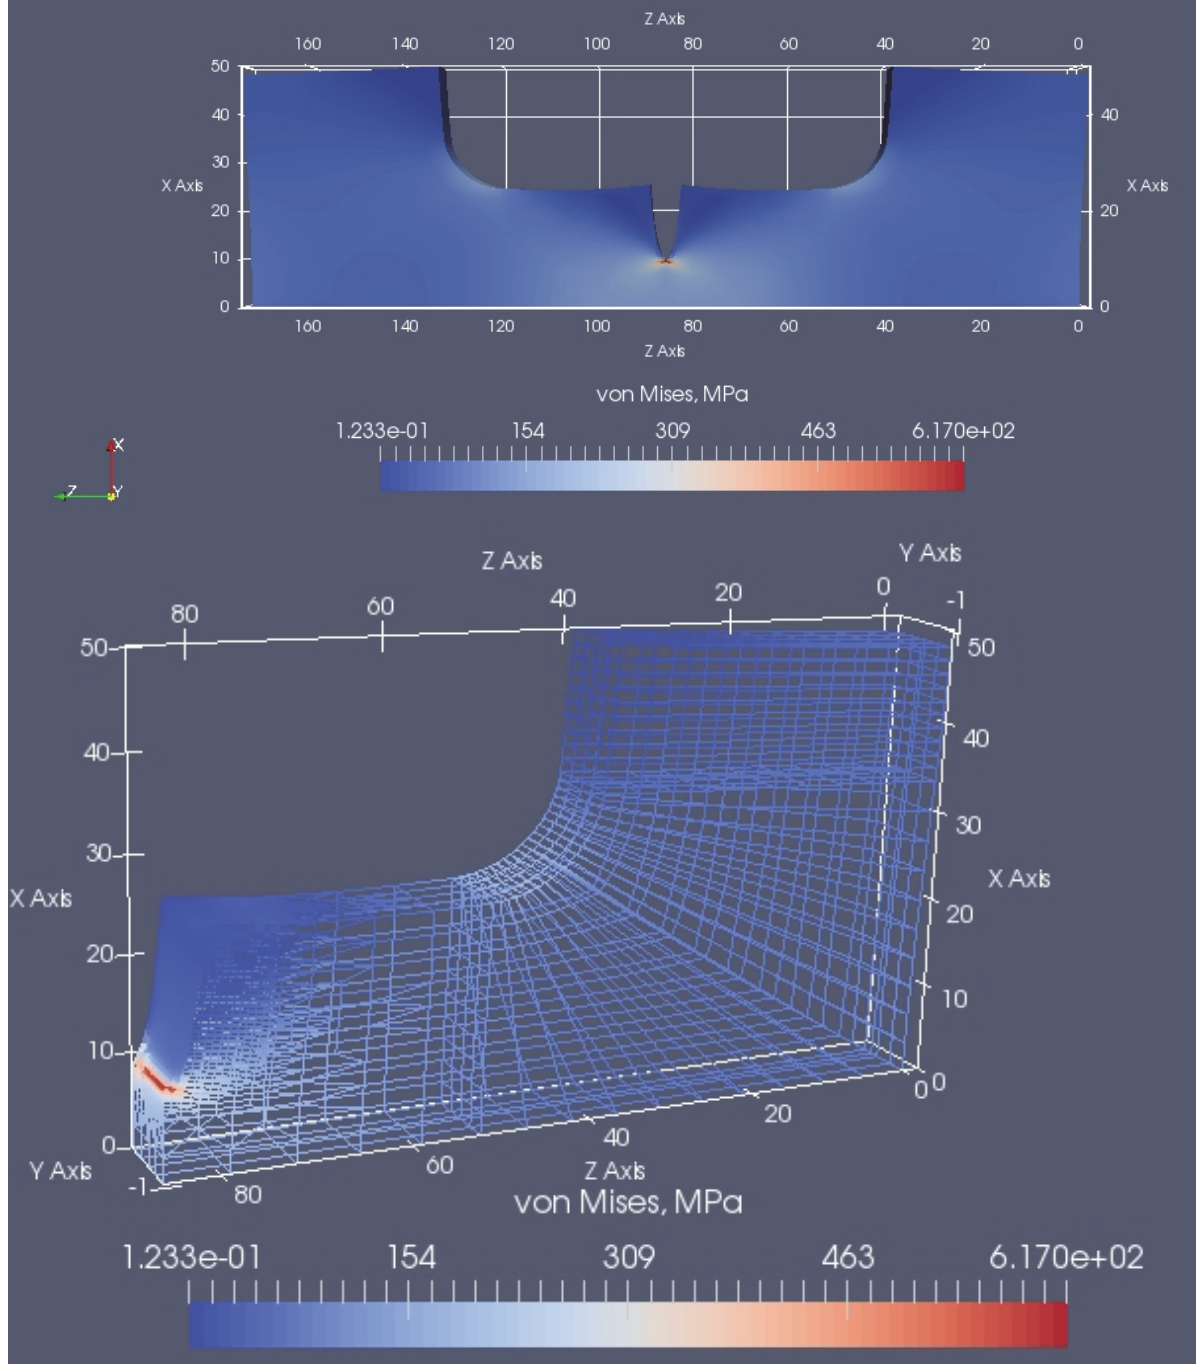 Z Axis
160 140 120 100 80 60 40 20 0
50
40 40
30
X Axis X Axis
20 20
10
0 0
160 140 120 100 80 60 40 20 0
Z Axis
von Mises, MPa
1.233e-01 154 309 463 6.170e+02
X
Z Y
Y Axis
Z Axis
80 60 40 20 0 -1
50 50
40 40
30 30
X Axis X Axis
20 20
10 10
0 0 0
Y Axis -1 80 60 40 20
Z Axis
von Mises, MPa
1.233e-01 154 309 463 6.170e+02